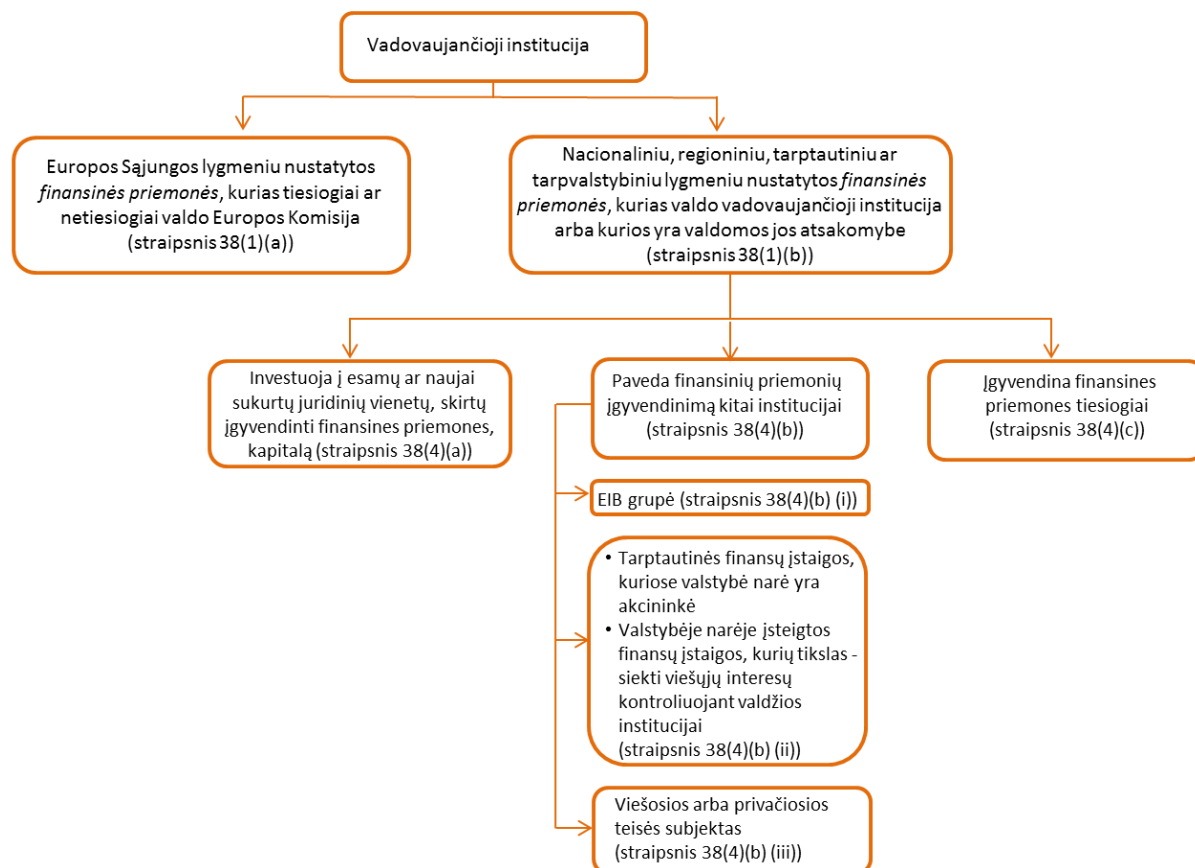 Vadovaujančioji institucija
Europos Sąjungos lygmeniu nustatytos
finansinės priemonės, kurias tiesiogiai ar
netiesiogiai valdo Europos Komisija
(straipsnis 38(1)(a))
Nacionaliniu, regioniniu, tarptautiniu ar
tarpvalstybiniu lygmeniu nustatytos finansinės
priemonės, kurias valdo vadovaujančioji institucija
arba kurios yra valdomos jos atsakomybe
(straipsnis 38(1)(b))
Investuoja į esamų ar naujai
sukurtų juridinių vienetų, skirtų
įgyvendinti finansines priemones,
kapitalą (straipsnis 38(4)(a))
Paveda finansinių priemonių
įgyvendinimą kitai institucijai
(straipsnis 38(4)(b))
Įgyvendina finansines
priemones tiesiogiai
(straipsnis 38(4)(c))
EIB grupė (straipsnis 38(4)(b) (i))
• Tarptautinės finansų įstaigos,
kuriose valstybė narė yra
akcininkė
• Valstybėje narėje įsteigtos
finansų įstaigos, kurių tikslas -
siekti viešųjų interesų
kontroliuojant valdžios
institucijai
(straipsnis 38(4)(b) (ii))
Viešosios arba privačiosios
teisės subjektas
(straipsnis 38(4)(b) (iii))